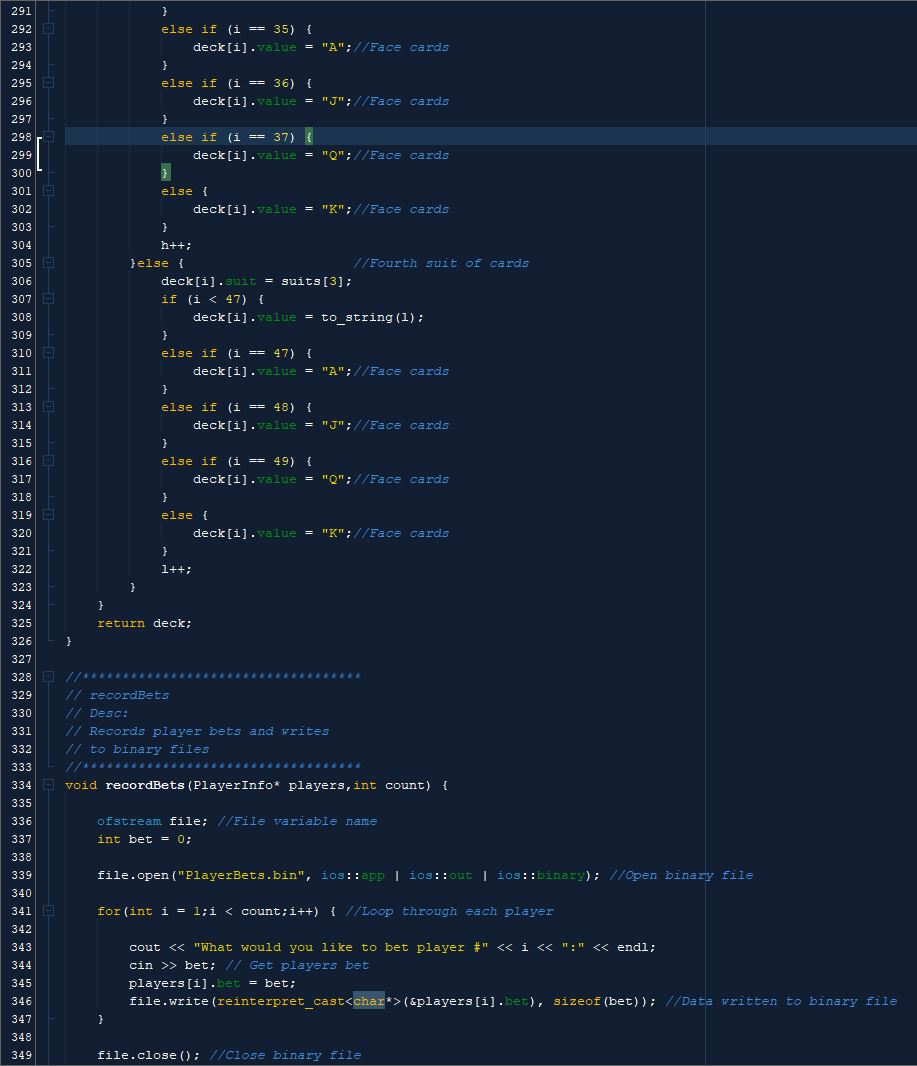 291             }
292             else if (i == 35) {
293                 deck[i].value = "A";//Face cards
294             }
295             else if (i == 36) {
296                 deck[i].value = "J";//Face cards
297             }
298             else if (i == 37) {
299                 deck[i].value = "Q";//Face cards
300             }
301             else {
302                 deck[i].value = "K";//Face cards
303             }
304             h++;
305         }else {                     //Fourth suit of cards
306             deck[i].suit = suits[3];
307             if (i < 47) {
308                 deck[i].value = to_string(l);
309             }
310             else if (i == 47) {
311                 deck[i].value = "A";//Face cards
312             }
313             else if (i == 48) {
314                 deck[i].value = "J";//Face cards
315             }
316             else if (i == 49) {
317                 deck[i].value = "Q";//Face cards
318             }
319             else {
320                 deck[i].value = "K";//Face cards
321             }
322             l++;
323         }
324     }
325     return deck;
326 }
327
328 //***********************************
329 // recordBets
330 // Desc:
331 // Records player bets and writes
332 // to binary files
333 //***********************************
334 void recordBets(PlayerInfo* players,int count) {
335
336     ofstream file; //File variable name
337     int bet = 0;
338
339     file.open("PlayerBets.bin", ios::app | ios::out | ios::binary); //Open binary file
340
341     for(int i = 1;i < count;i++) { //Loop through each player
342
343         cout << "What would you like to bet player #" << i << ":" << endl;
344         cin >> bet; // Get players bet
345         players[i].bet = bet;
346         file.write(reinterpret_cast<char*>(&players[i].bet), sizeof(bet)); //Data written to binary file
347     }
348
349     file.close(); //Close binary file